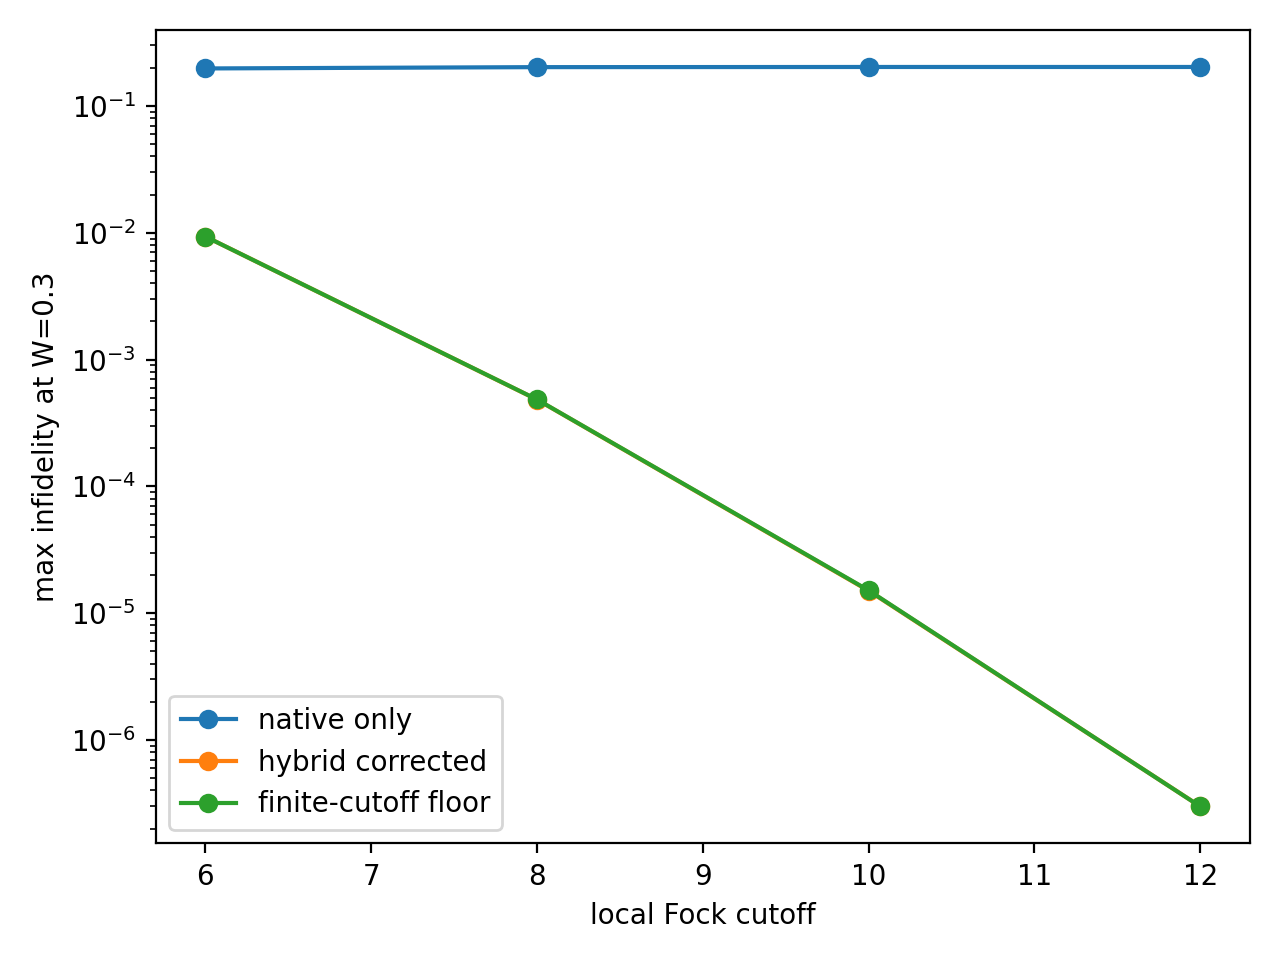 10⁻¹
10⁻²
10⁻³
10⁻⁴
10⁻⁵
10⁻⁶
max infidelity at W=0.3
native only
hybrid corrected
finite-cutoff floor
6 7 8 9 10 11 12
local Fock cutoff